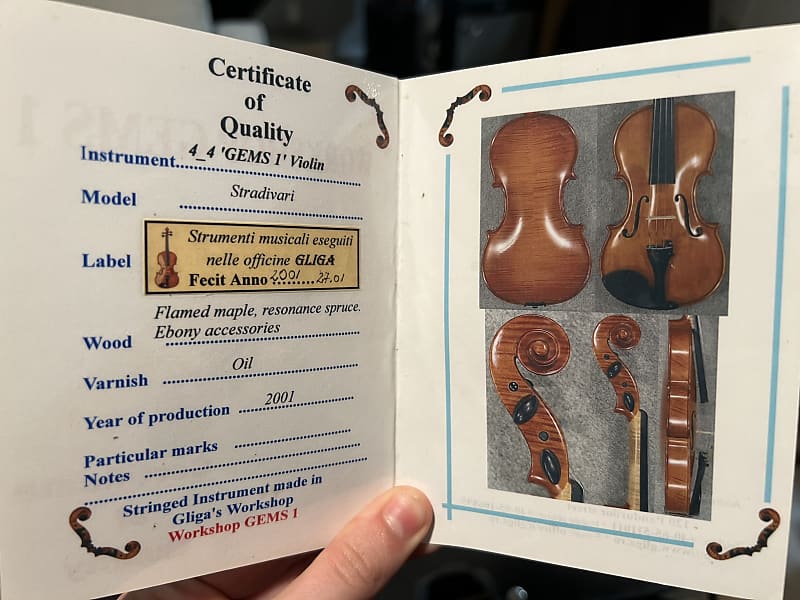 Certificate
of
Quality
Instrument... 4_4 'GEMS 1' Violin
Model Stradivari
Label
Strumenti musicali eseguiti
nelle officine GLIGA
Fecit Anno 2001 27.01
Flamed maple, resonance spruce.
Wood Ebony accessories
Varnish Oil
Year of production 2001
Particular marks
Notes
Stringed Instrument made in
Gliga's Workshop
Workshop GEMS 1